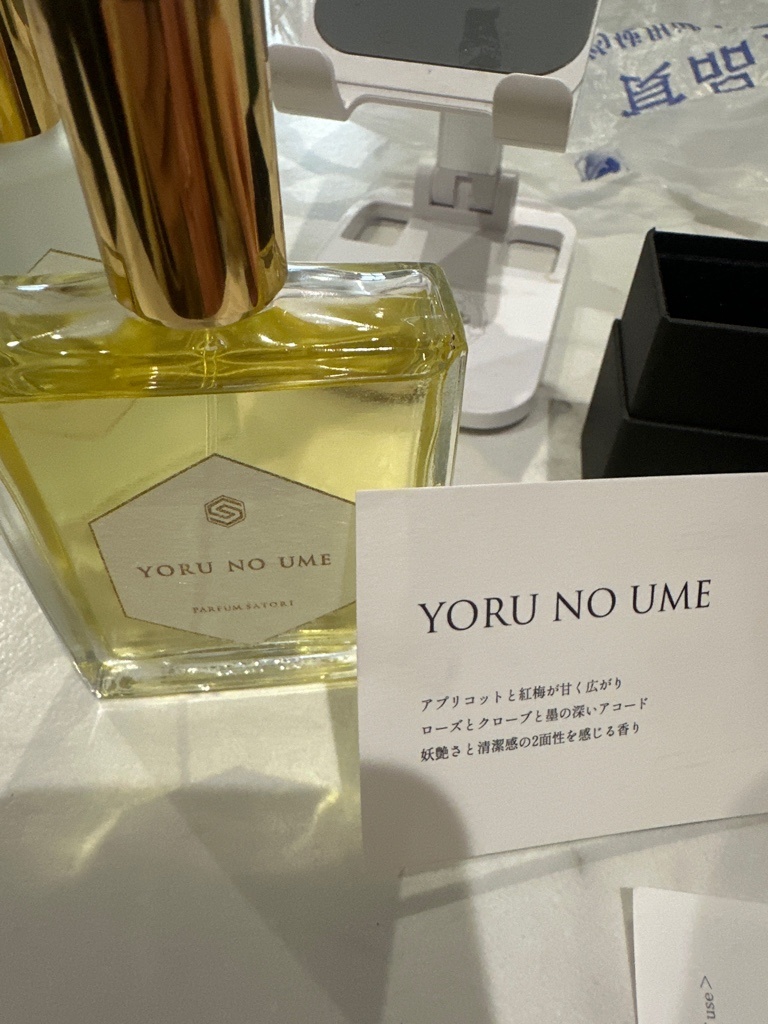 品質
YORU NO UME
PARFUM SATORI
YORU NO UME
アプリコットと紅梅が甘く広がり
ローズとクローブと墨の深いアコード
妖艶さと清潔感の2面性を感じる香り
use >